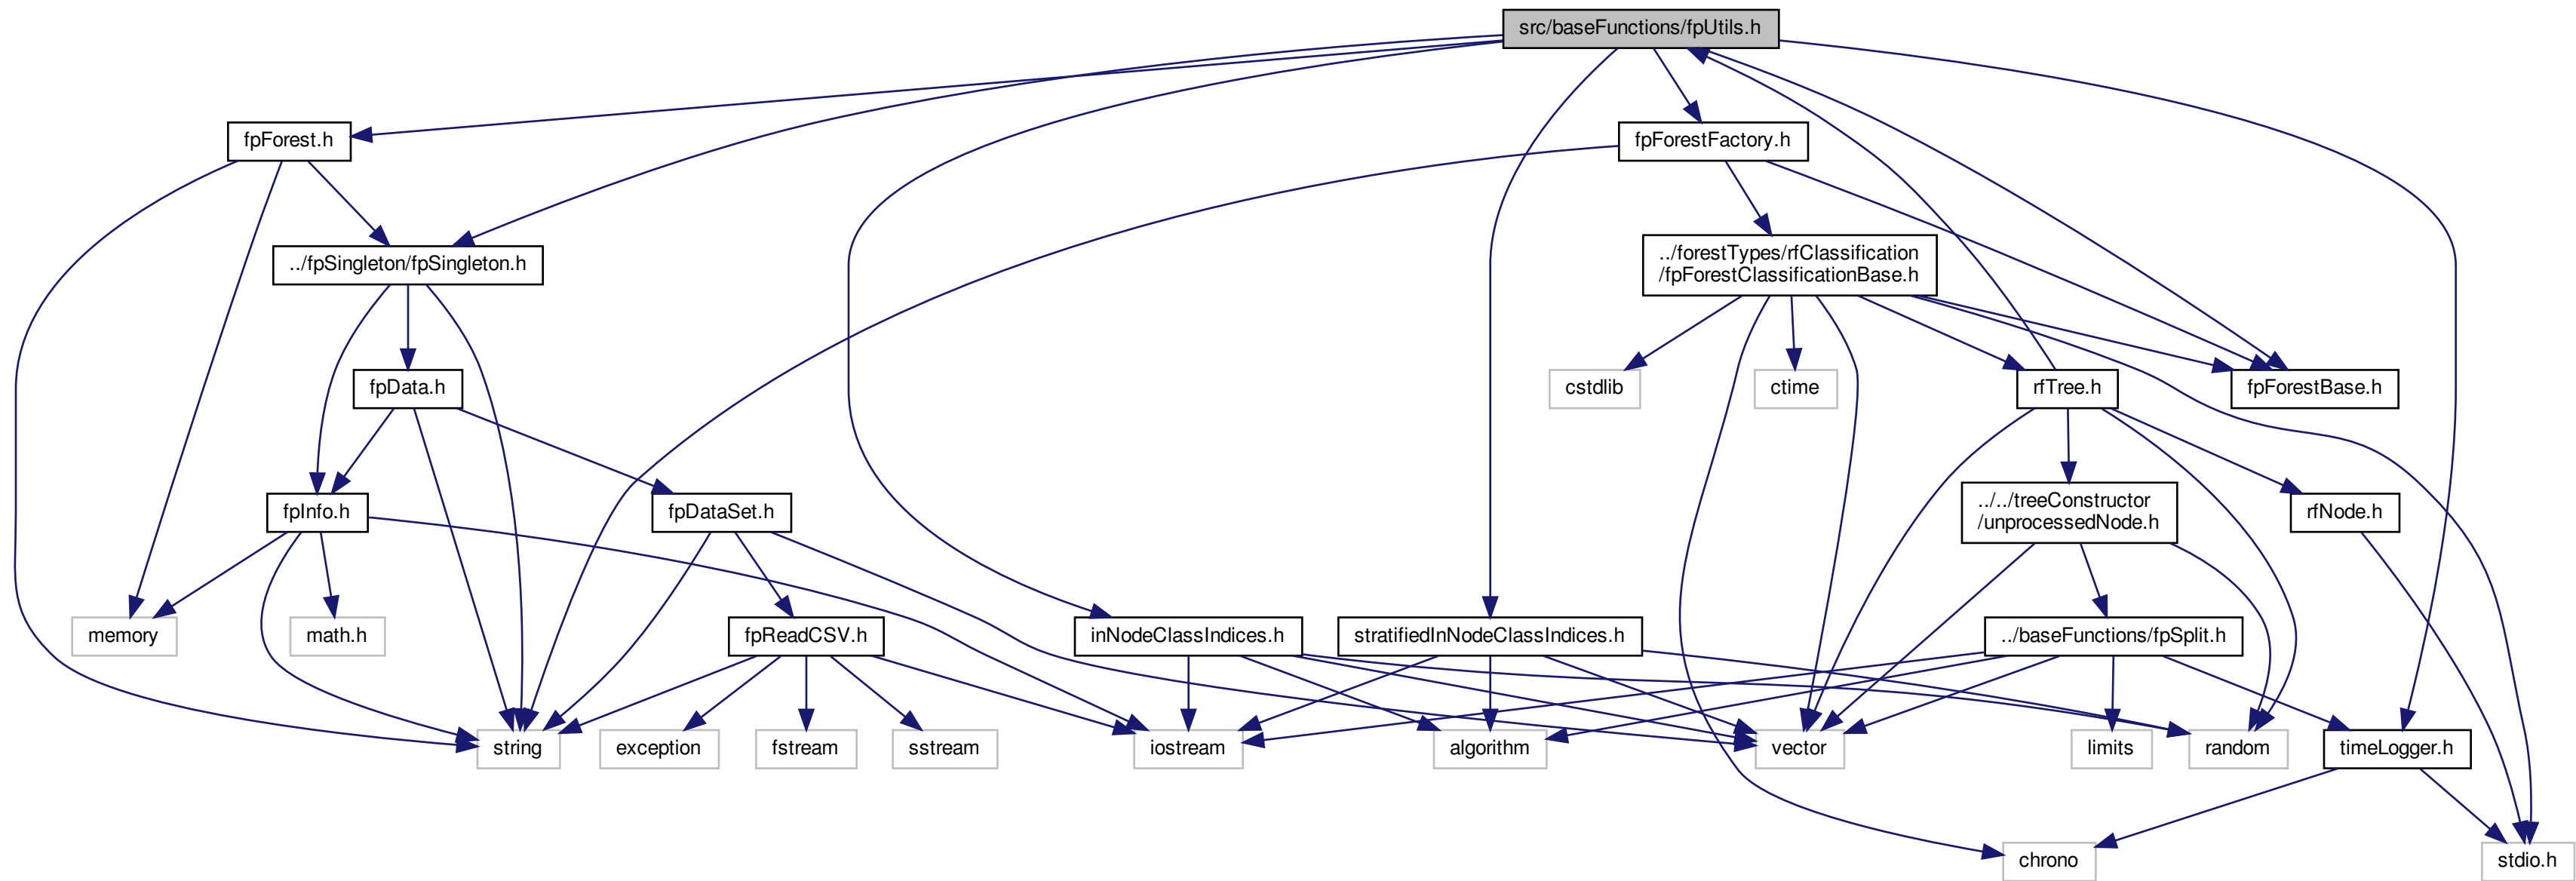 src/baseFunctions/fpUtils.h
fpForest.h
fpForestFactory.h
../fpSingleton/fpSingleton.h
../forestTypes/rfClassification
/fpForestClassificationBase.h
fpData.h
cstdlib
ctime
rfTree.h
fpForestBase.h
fpInfo.h
fpDataSet.h
../../treeConstructor
/unprocessedNode.h
rfNode.h
memory
math.h
fpReadCSV.h
inNodeClassIndices.h
stratifiedInNodeClassIndices.h
../baseFunctions/fpSplit.h
string
exception
fstream
sstream
iostream
algorithm
vector
limits
random
timeLogger.h
chrono
stdio.h